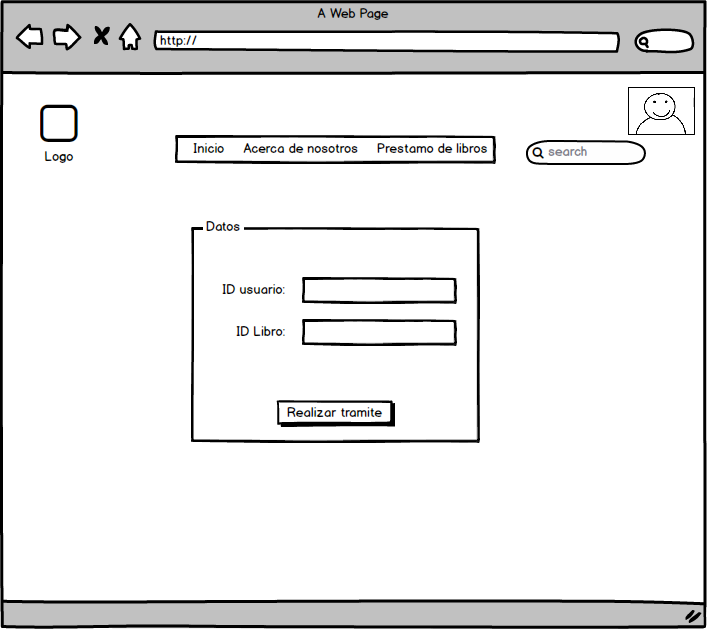 A Web Page
http://
Logo
Inicio Acerca de nosotros Prestamo de libros
search
Datos
ID usuario:
ID Libro:
Realizar tramite